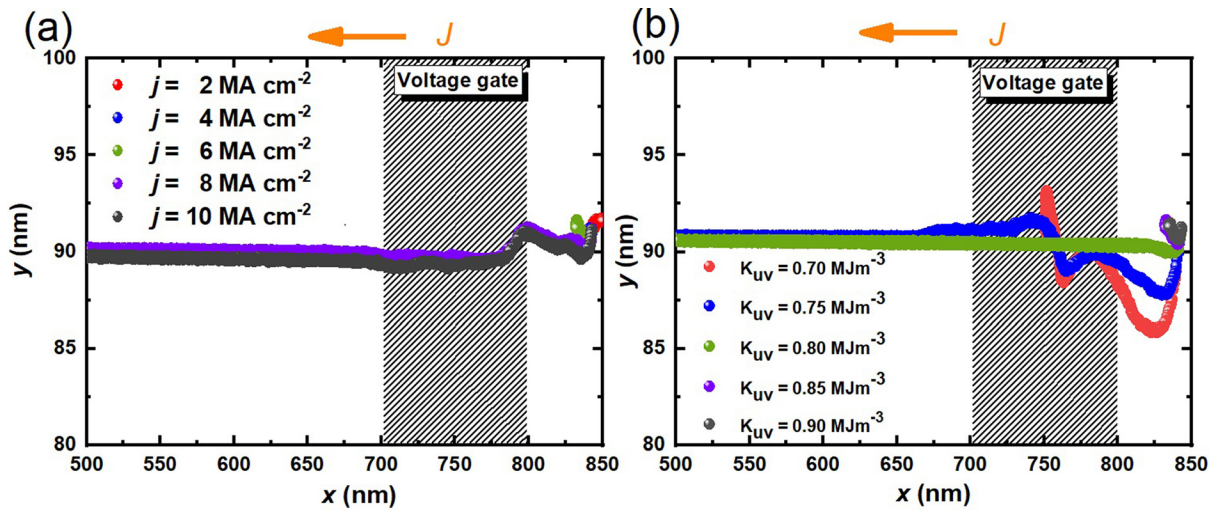 (a)
J
100
95
90
85
80
y (nm)
j = 2 MA cm-2
j = 4 MA cm-2
j = 6 MA cm-2
j = 8 MA cm-2
j = 10 MA cm-2
Voltage gate
500 550 600 650 700 750 800 850
x (nm)
(b)
J
100
95
90
85
80
y (nm)
Voltage gate
Kuv = 0.70 MJm-3
Kuv = 0.75 MJm-3
Kuv = 0.80 MJm-3
Kuv = 0.85 MJm-3
Kuv = 0.90 MJm-3
500 550 600 650 700 750 800 850
x (nm)